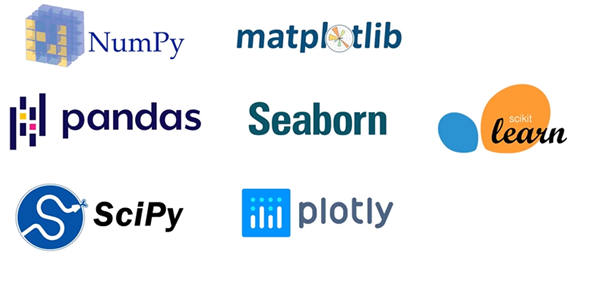 NumPy
matplotlib
pandas
Seaborn
scikit
learn
SciPy
plotly